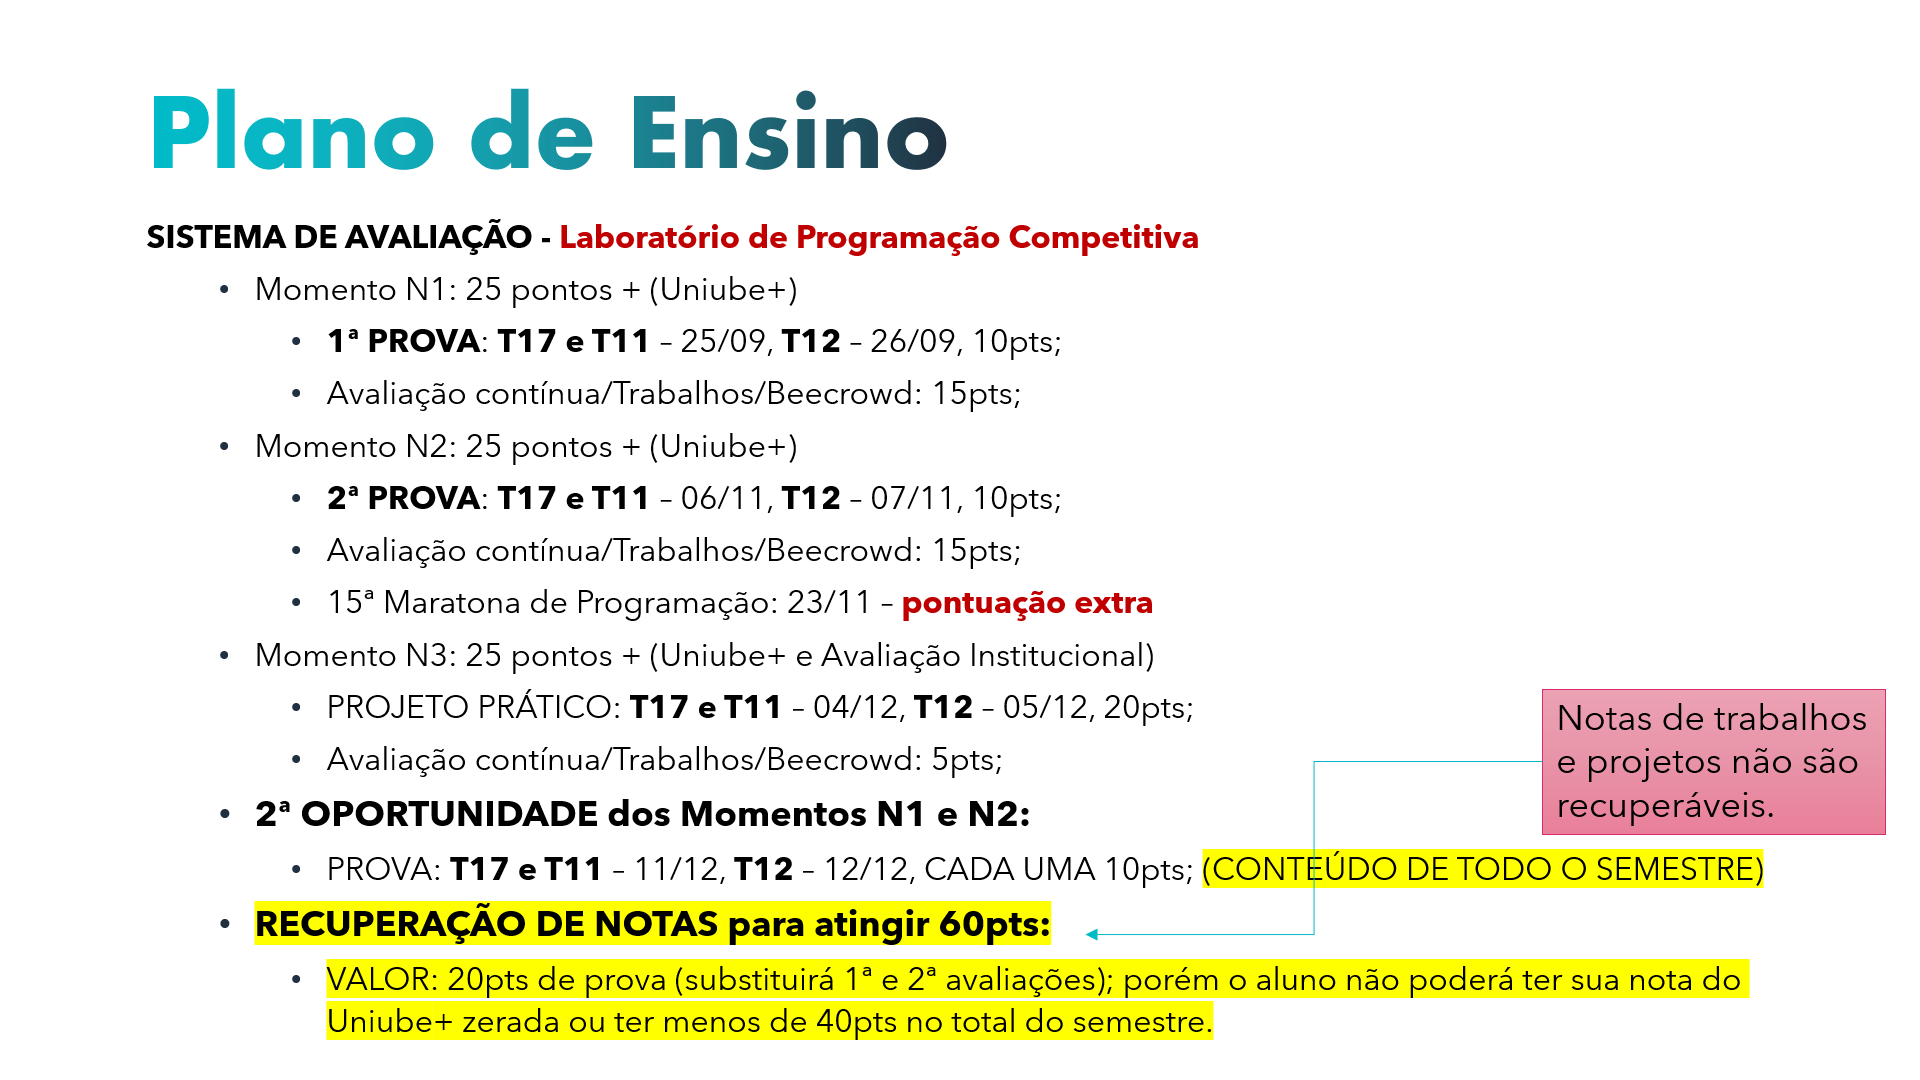 Plano de Ensino
SISTEMA DE AVALIAÇÃO - Laboratório de Programação Competitiva
• Momento N1: 25 pontos + (Uniube+)
• 1ª PROVA: T17 e T11 – 25/09, T12 – 26/09, 10pts;
• Avaliação contínua/Trabalhos/Beecrowd: 15pts;
• Momento N2: 25 pontos + (Uniube+)
• 2ª PROVA: T17 e T11 – 06/11, T12 – 07/11, 10pts;
• Avaliação contínua/Trabalhos/Beecrowd: 15pts;
• 15ª Maratona de Programação: 23/11 – pontuação extra
• Momento N3: 25 pontos + (Uniube+ e Avaliação Institucional)
• PROJETO PRÁTICO: T17 e T11 – 04/12, T12 – 05/12, 20pts;
• Avaliação contínua/Trabalhos/Beecrowd: 5pts;
• 2ª OPORTUNIDADE dos Momentos N1 e N2:
• PROVA: T17 e T11 – 11/12, T12 – 12/12, CADA UMA 10pts; (CONTEÚDO DE TODO O SEMESTRE)
• RECUPERAÇÃO DE NOTAS para atingir 60pts:
• VALOR: 20pts de prova (substituirá 1ª e 2ª avaliações); porém o aluno não poderá ter sua nota do
Uniube+ zerada ou ter menos de 40pts no total do semestre.
Notas de trabalhos
e projetos não são
recuperáveis.